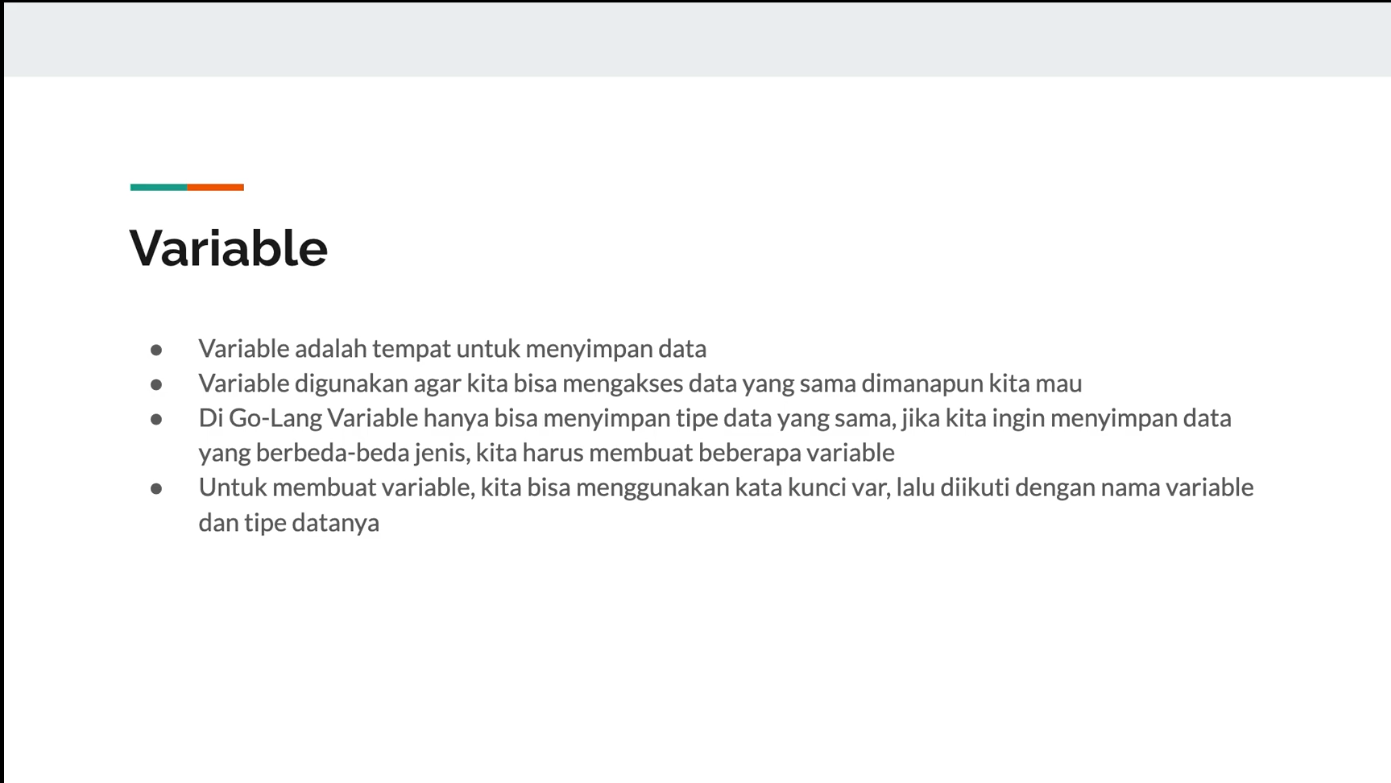 Variable
● Variable adalah tempat untuk menyimpan data
● Variable digunakan agar kita bisa mengakses data yang sama dimanapun kita mau
● Di Go-Lang Variable hanya bisa menyimpan tipe data yang sama, jika kita ingin menyimpan data
yang berbeda-beda jenis, kita harus membuat beberapa variable
● Untuk membuat variable, kita bisa menggunakan kata kunci var, lalu diikuti dengan nama variable
dan tipe datanya